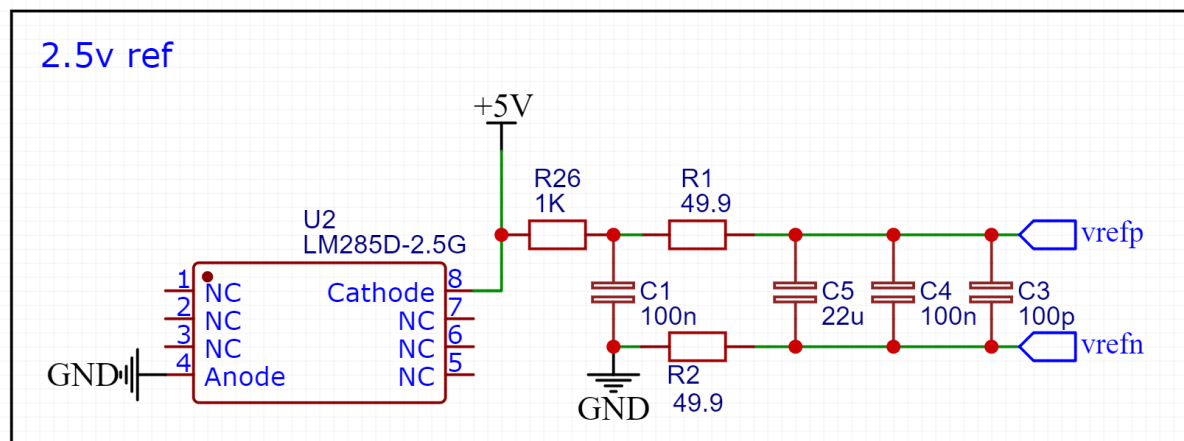 2.5v ref
+5V
R26
1K
R1
49.9
U2
LM285D-2.5G
1
NC
2
NC
3
NC
4
Anode
Cathode
8
NC
7
NC
6
NC
5
GND
C1
100n
C5
22u
C4
100n
C3
100p
vrefp
vrefn
R2
49.9
GND